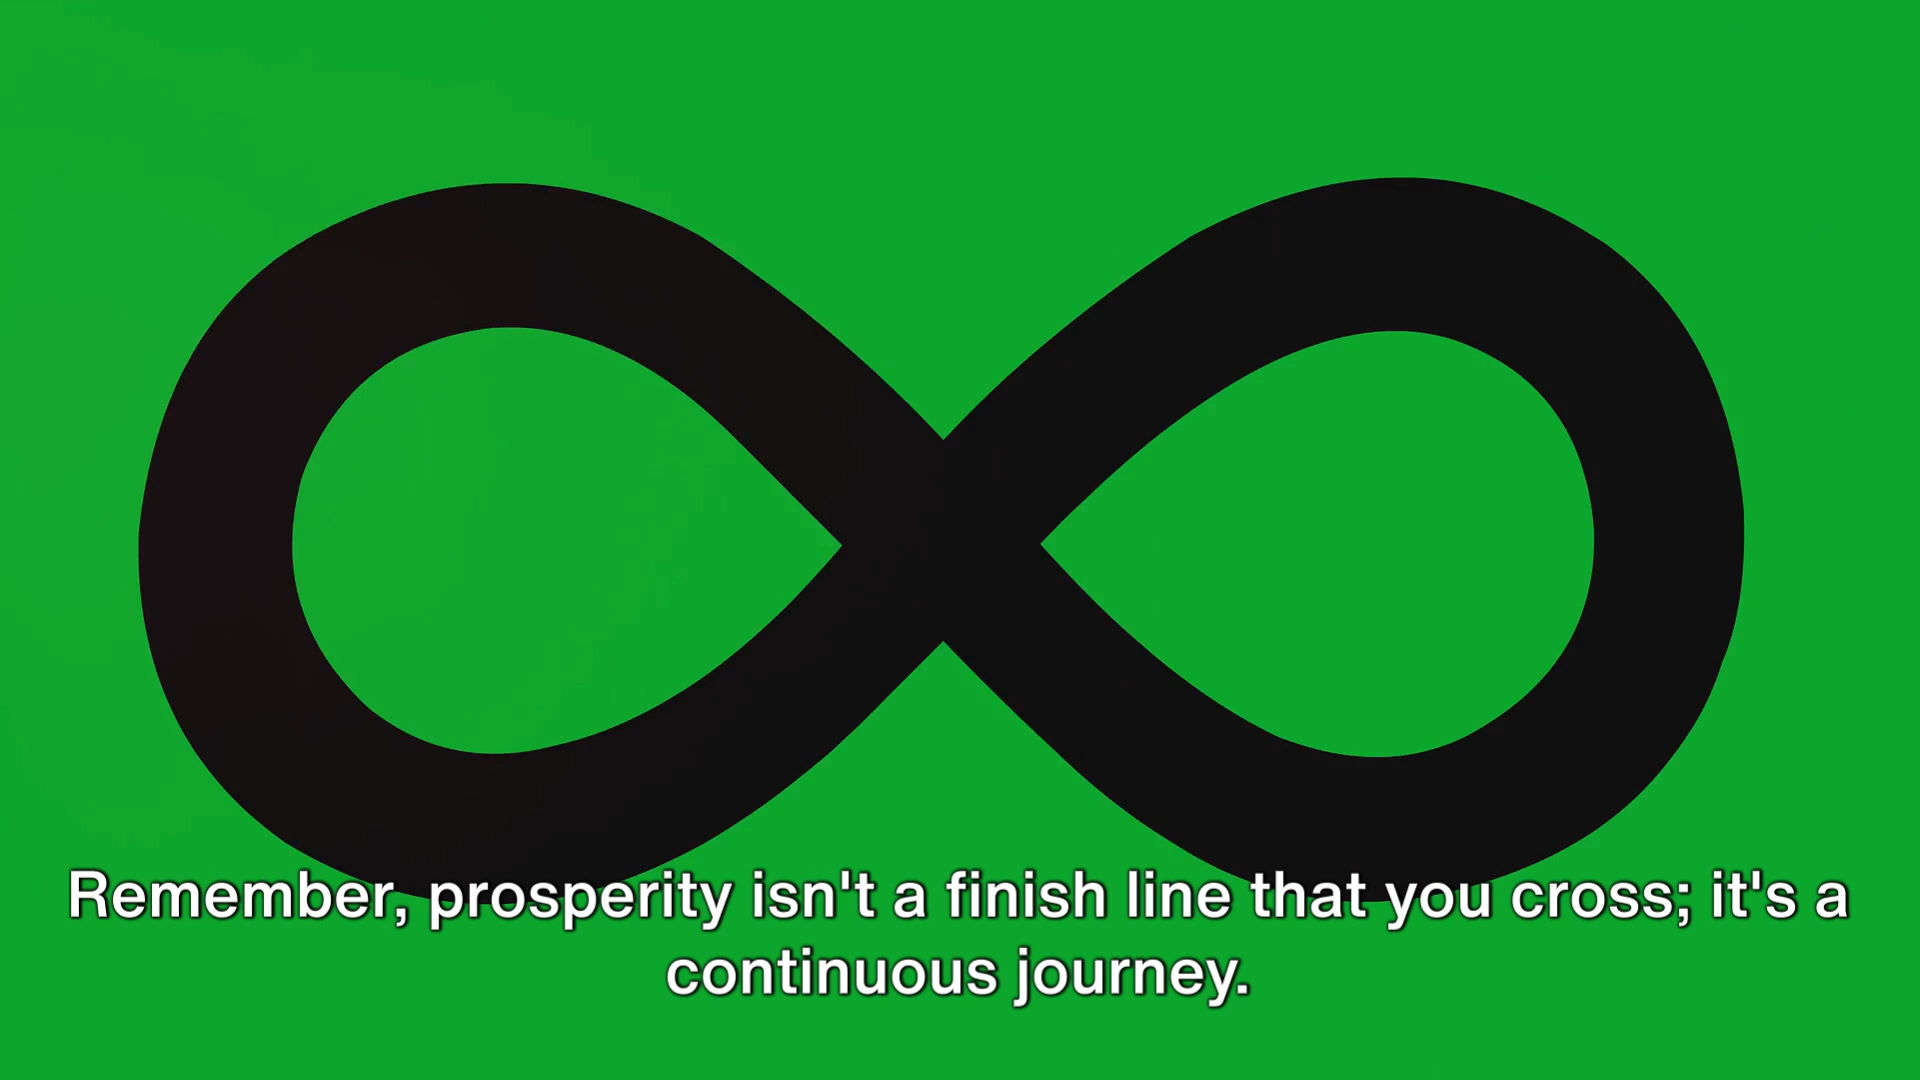 Remember, prosperity isn't a finish line that you cross; it's a
continuous journey.